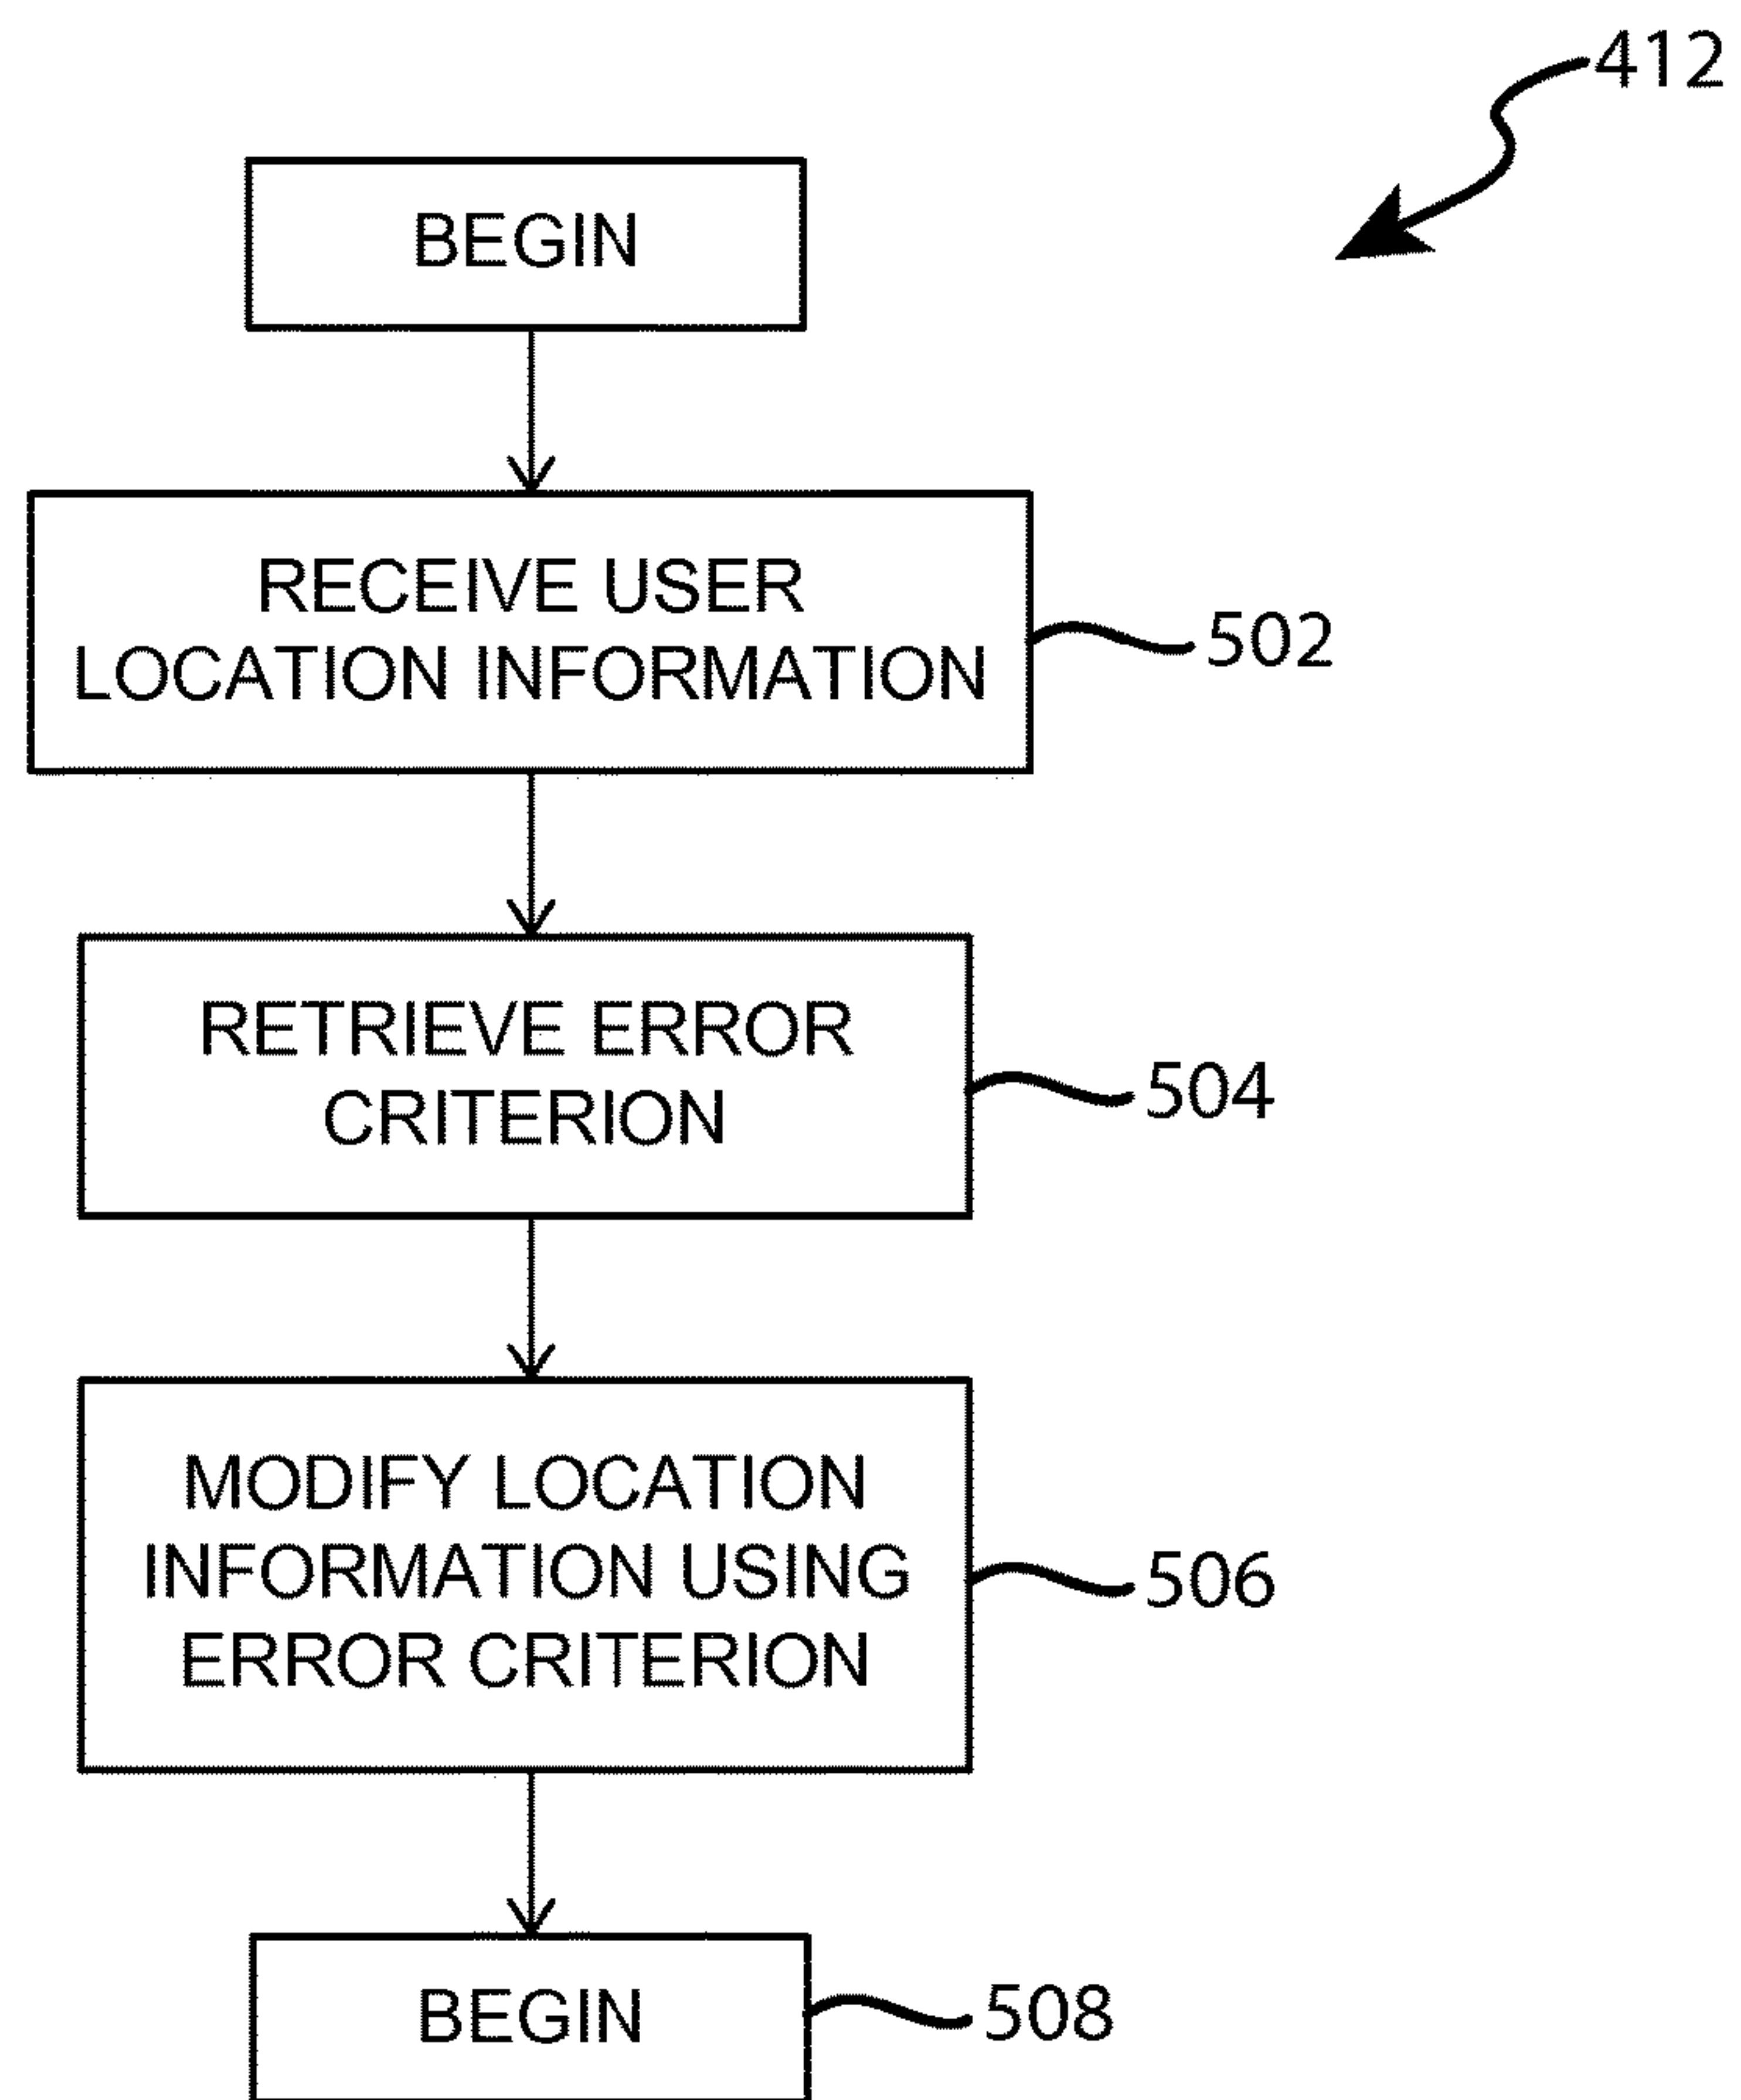 412
BEGIN
RECEIVE USER
LOCATION INFORMATION
502
RETRIEVE ERROR
CRITERION
504
MODIFY LOCATION
INFORMATION USING
ERROR CRITERION
506
BEGIN
508